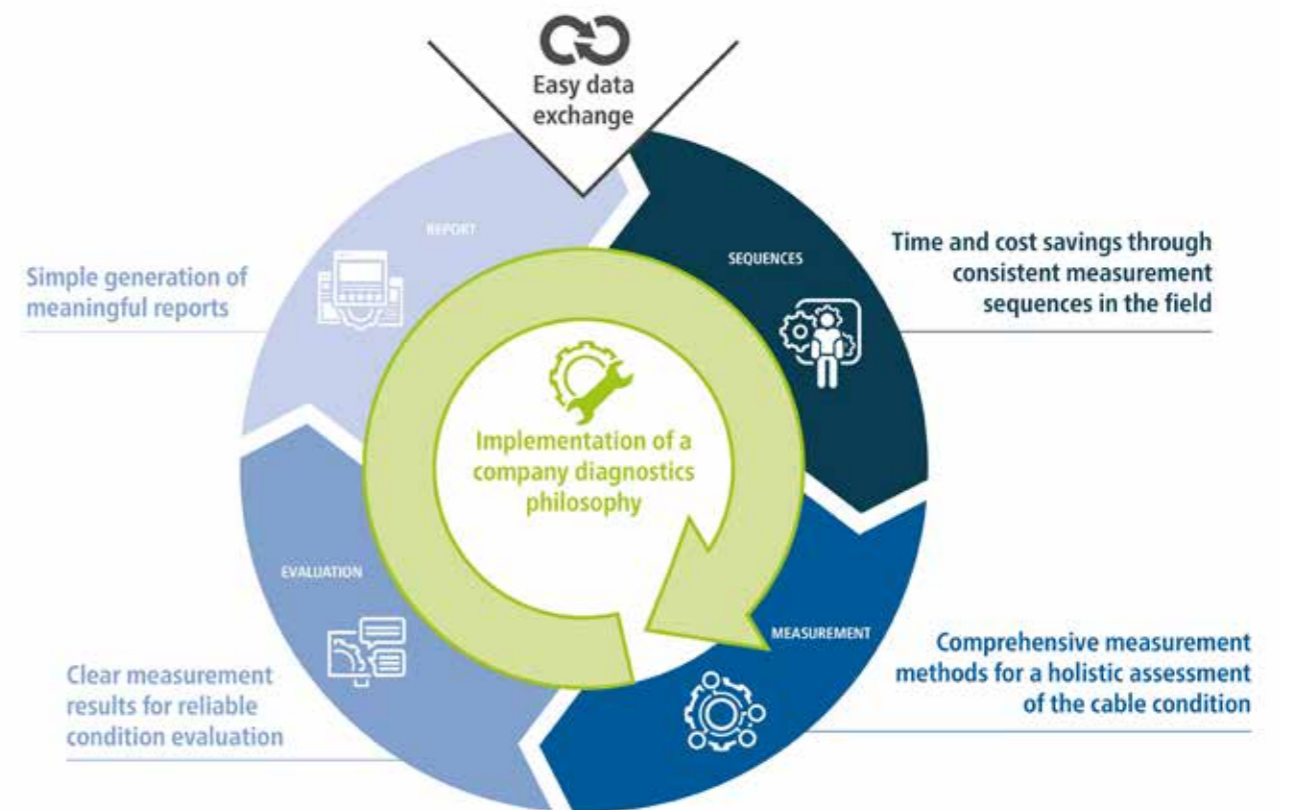 Easy data
exchange
REPORT
SEQUENCES
Simple generation of
meaningful reports
Time and cost savings through
consistent measurement
sequences in the field
Implementation of a
company diagnostics
philosophy
EVALUATION
MEASUREMENT
Clear measurement
results for reliable
condition evaluation
Comprehensive measurement
methods for a holistic assessment
of the cable condition